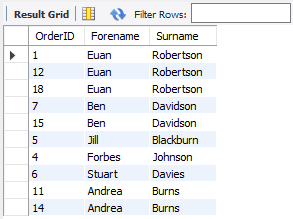 Result Grid Filter Rows:
OrderID Forename Surname
1 Euan Robertson
12 Euan Robertson
18 Euan Robertson
7 Ben Davidson
15 Ben Davidson
5 Jill Blackburn
4 Forbes Johnson
6 Stuart Davies
11 Andrea Burns
14 Andrea Burns